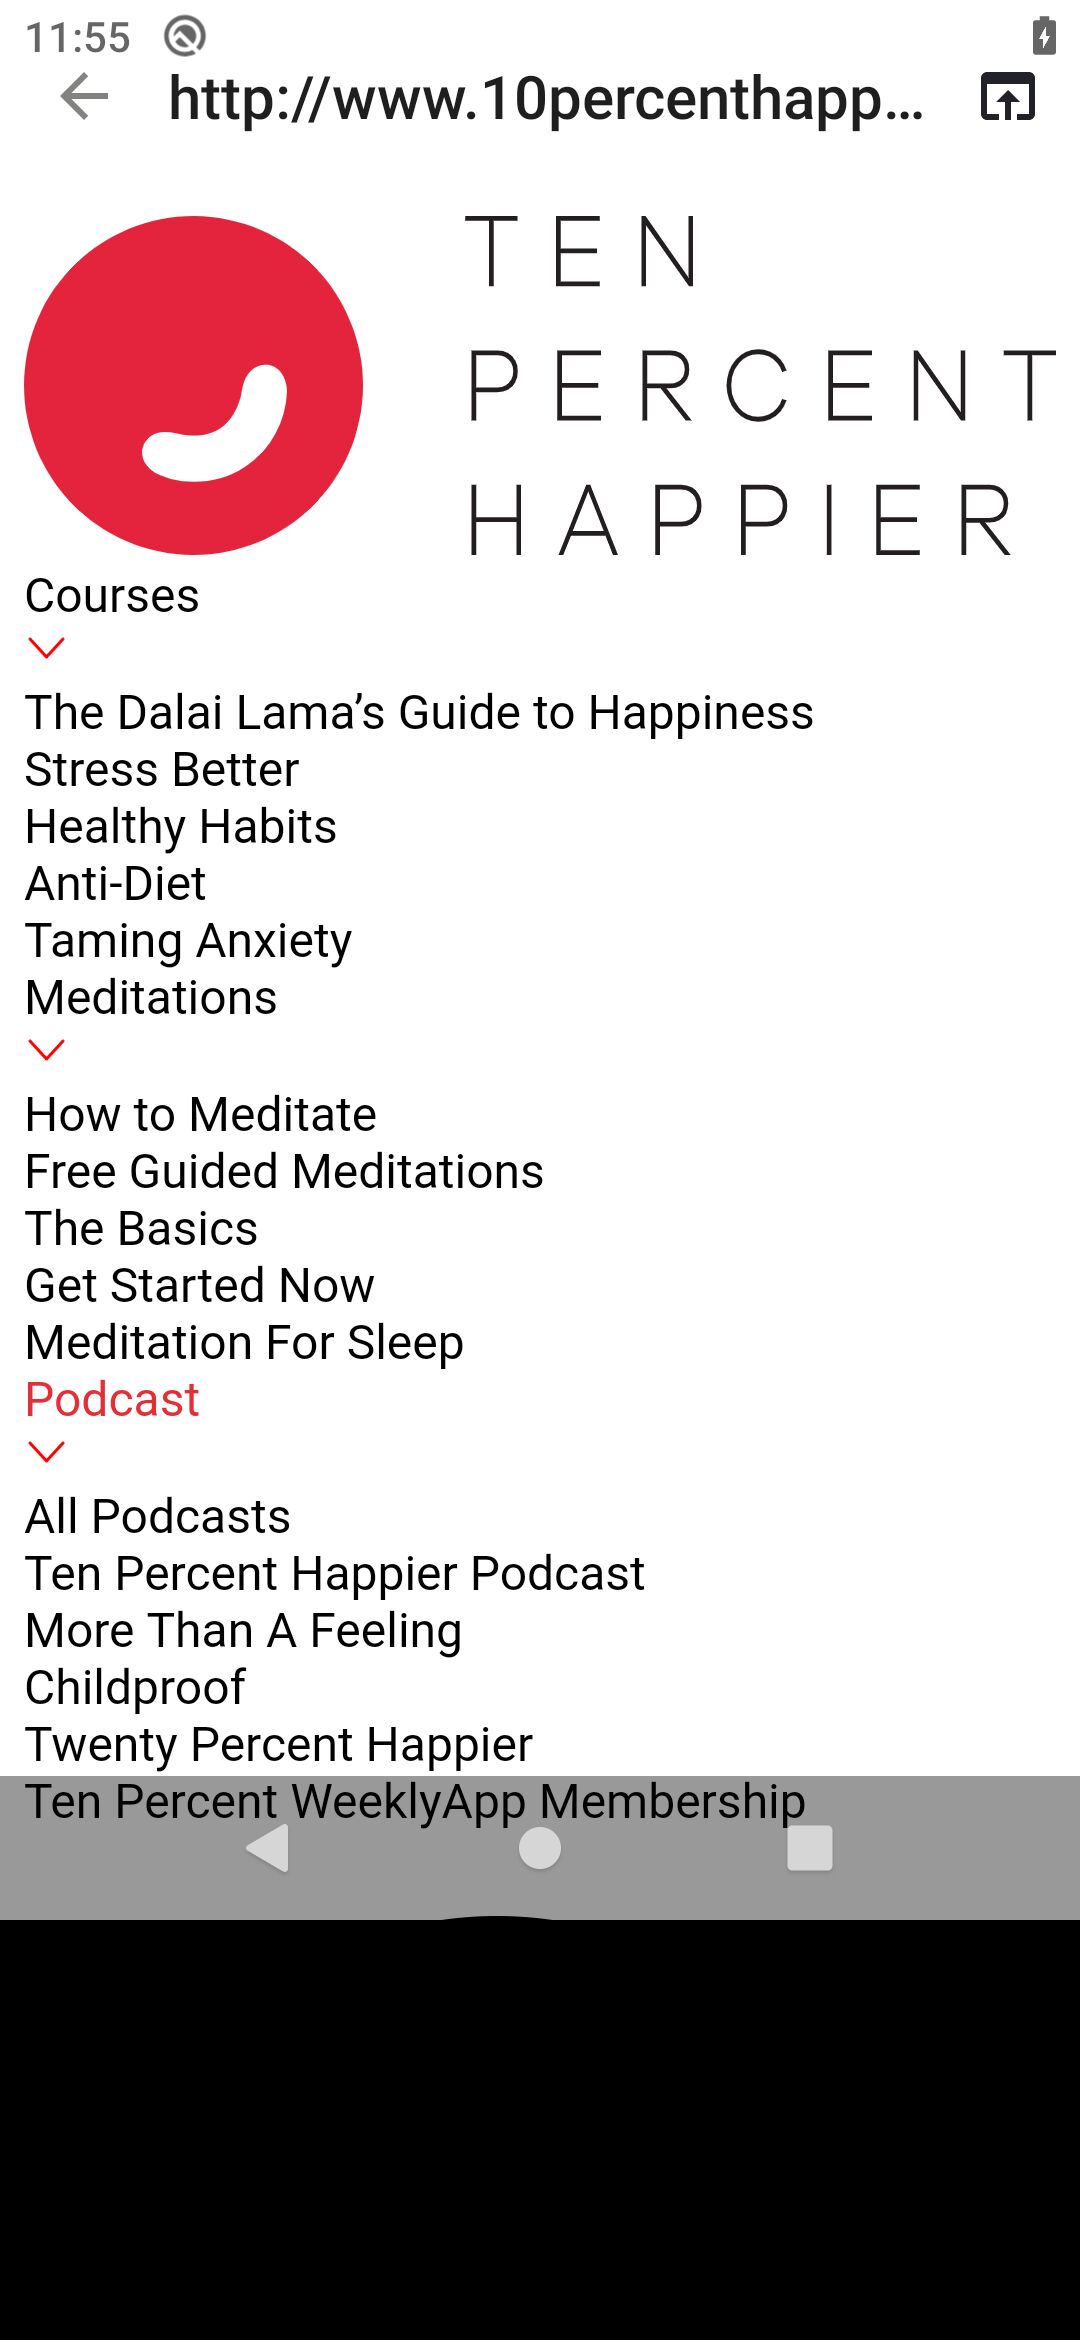 11:55
http://www.10percenthapp...
TEN
PERCENT
HAPPIER
Courses
The Dalai Lama’s Guide to Happiness
Stress Better
Healthy Habits
Anti-Diet
Taming Anxiety
Meditations
How to Meditate
Free Guided Meditations
The Basics
Get Started Now
Meditation For Sleep
Podcast
All Podcasts
Ten Percent Happier Podcast
More Than A Feeling
Childproof
Twenty Percent Happier
Ten Percent WeeklyApp Membership